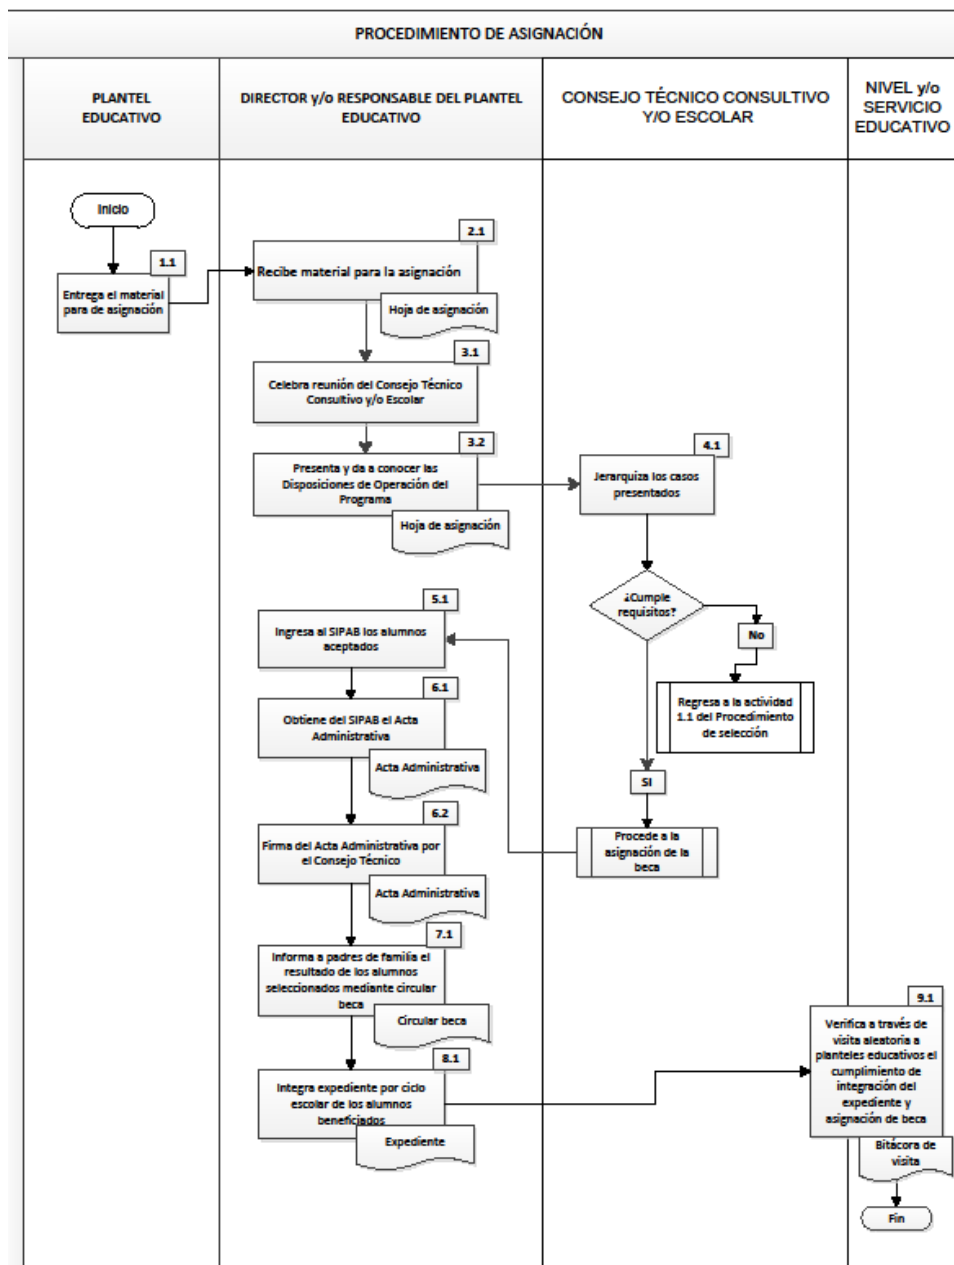 PROCEDIMIENTO DE ASIGNACIÓN
PLANTEL
EDUCATIVO
DIRECTOR y/o RESPONSABLE DEL PLANTEL
EDUCATIVO
CONSEJO TÉCNICO CONSULTIVO
Y/O ESCOLAR
NIVEL y/o
SERVICIO
EDUCATIVO
Inicio
1.1
Entrega el material
para de asignación
2.1
Recibe material para la asignación
Hoja de asignación
3.1
Celebra reunión del Consejo Técnico
Consultivo y/o Escolar
3.2
Presenta y da a conocer las
Disposiciones de Operación del
Programa
Hoja de asignación
4.1
Jerarquiza los casos
presentados
¿Cumple
requisitos?
No
Regresa a la actividad
1.1 del Procedimiento
de selección
SI
Procede a la
asignación de la
beca
5.1
Ingresa al SIPAB los alumnos
aceptados
6.1
Obtiene del SIPAB el Acta
Administrativa
Acta Administrativa
6.2
Firma del Acta Administrativa por
el Consejo Técnico
Acta Administrativa
7.1
Informa a padres de familia el
resultado de los alumnos
seleccionados mediante circular
beca
Circular beca
8.1
Integra expediente por ciclo
escolar de los alumnos
beneficiados
Expediente
9.1
Verifica a través de
visita aleatoria a
planteles educativos el
cumplimiento de
integración del
expediente y
asignación de beca
Bitácora de
visita
Fin